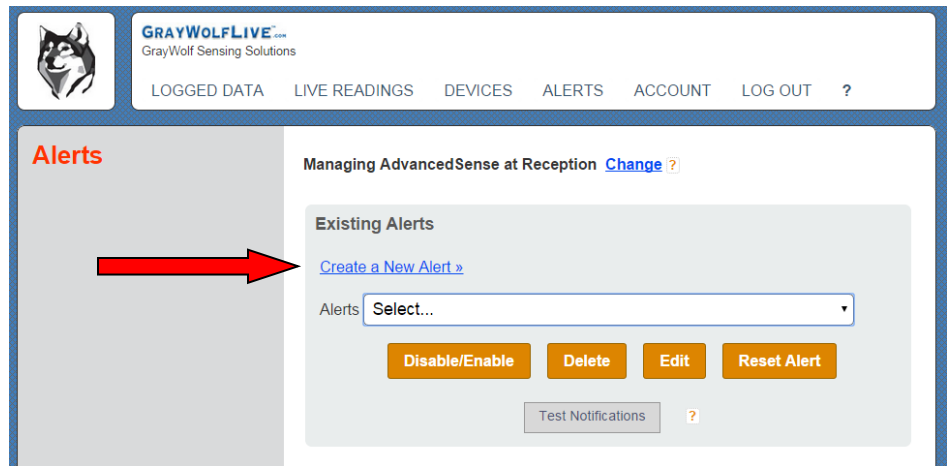 GRAYWOLFLIVE™.COM
GrayWolf Sensing Solutions
LOGGED DATA LIVE READINGS DEVICES ALERTS ACCOUNT LOG OUT ?
Alerts
Managing AdvancedSense at Reception Change ?
Existing Alerts
Create a New Alert »
Alerts Select...
Disable/Enable Delete Edit Reset Alert
Test Notifications ?